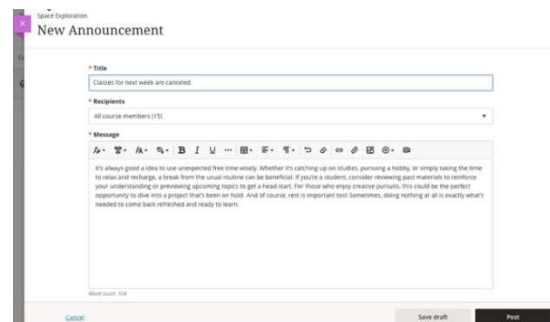 Space Exploration
New Announcement
* Title
Classes for next week are canceled
* Recipients
All course members (15)
* Message
It's always good a idea to use unexpected free time wisely. Whether it's catching up on studies, pursuing a hobby, or simply taking the time
to relax and recharge, a break from the usual routine can be beneficial. If you're a student, consider reviewing past materials to reinforce
your understanding or previewing upcoming topics to get a head start. For those who enjoy creative pursuits, this could be the perfect
opportunity to dive into a project that's been on hold. And of course, rest is important too! Sometimes, doing nothing at all is exactly what's
needed to come back refreshed and ready to learn.
Word count: 104
Cancel
Save draft
Post